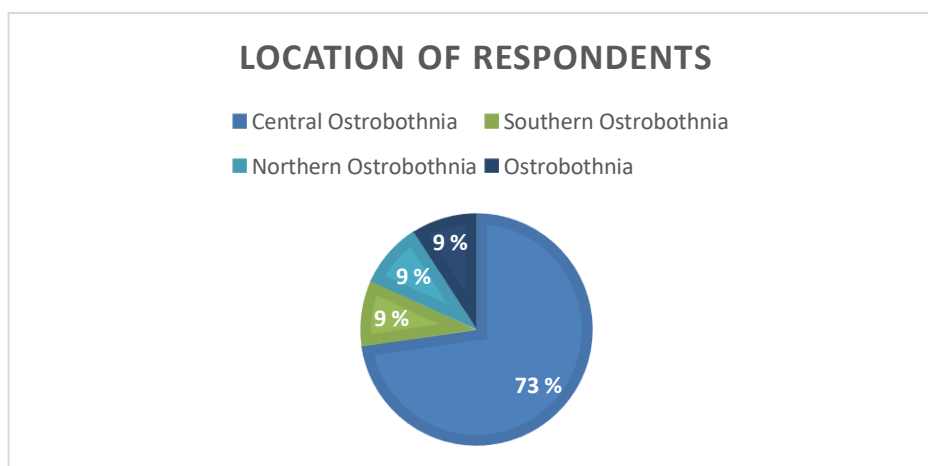 LOCATION OF RESPONDENTS
Central Ostrobothnia Southern Ostrobothnia
Northern Ostrobothnia Ostrobothnia
9 %
9 %
9 %
73 %